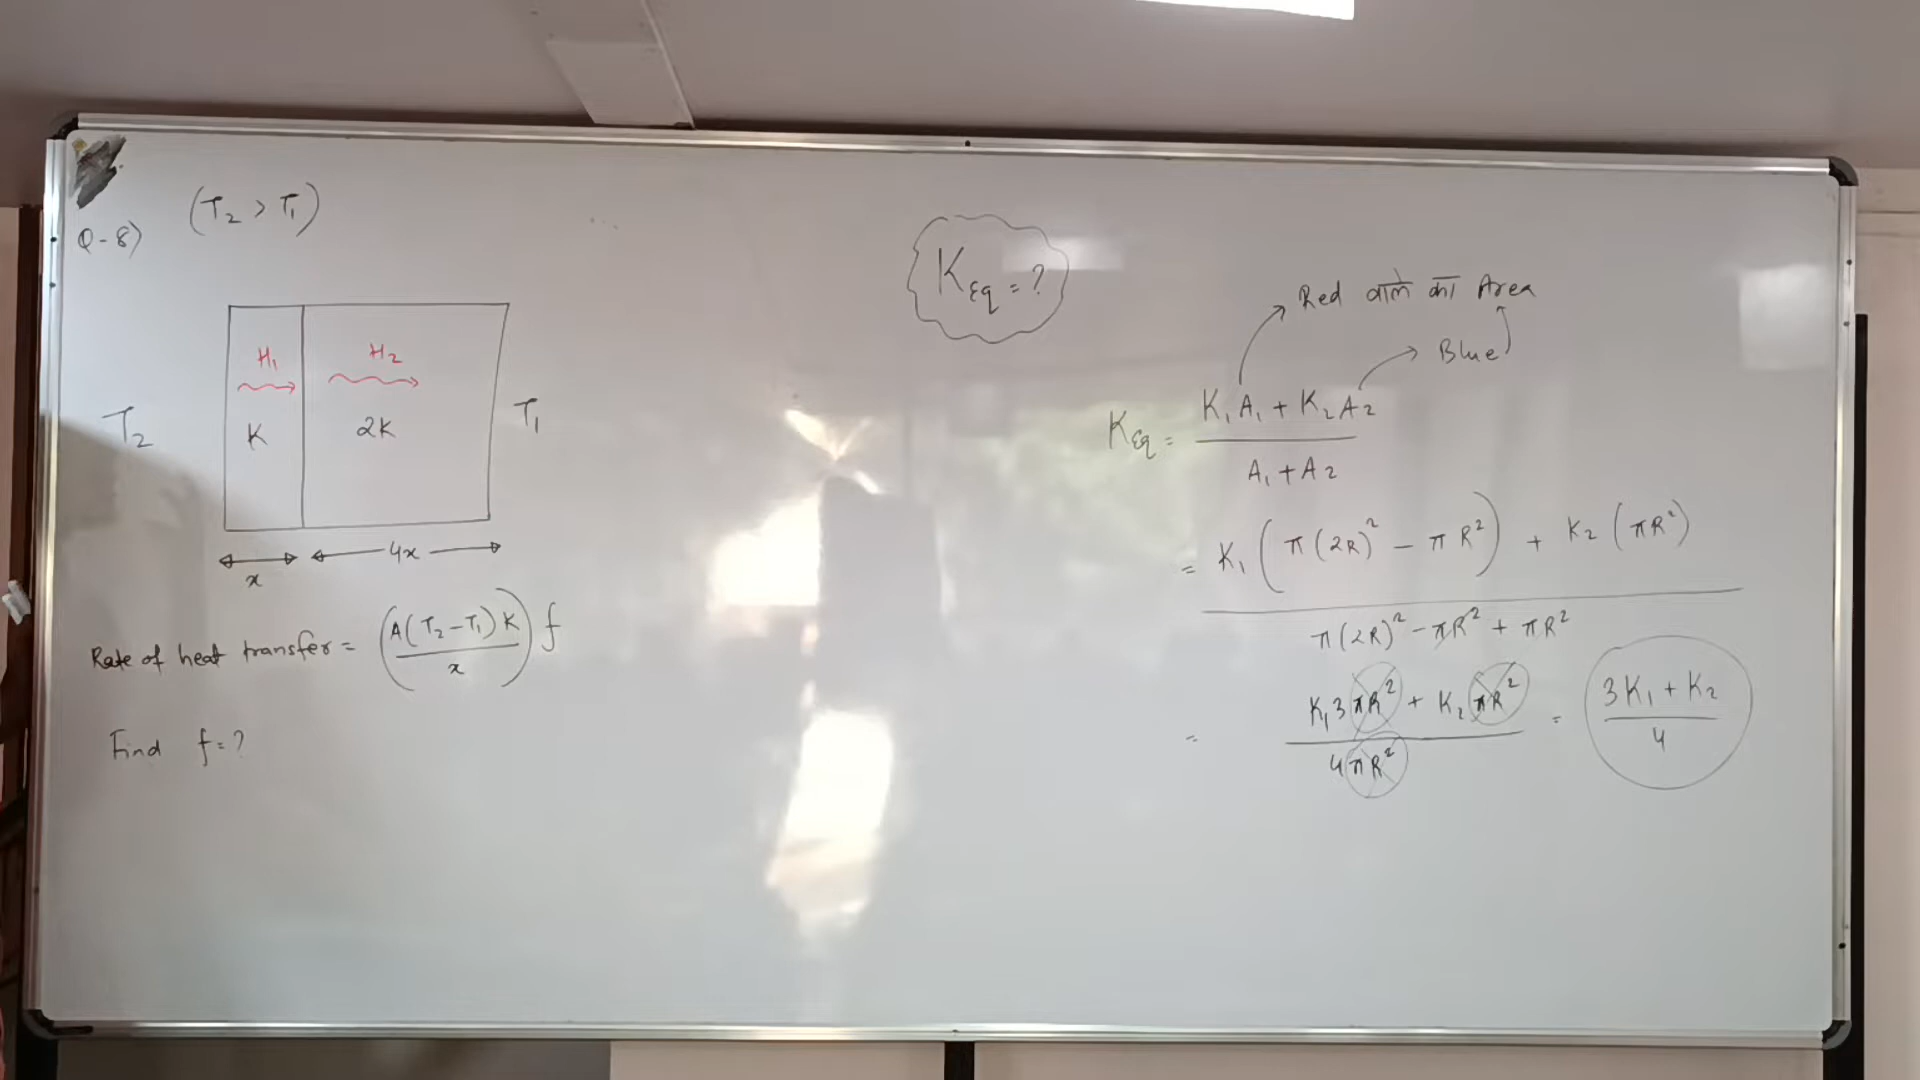 Q-8) (T₂ > T₁)
H₁ H₂
T₂ K 2K T₁
x 4x
Rate of heat transfer = (A(T₂-T₁)K / x) f
Find f=?
K Eq = ?
Red वाले का Area
Blue
K Eq = (K₁A₁ + K₂A₂) / (A₁+A₂)
= (K₁(π(2R)² - πR²) + K₂(πR²)) / (π(2R)² - πR² + πR²)
= (K₁3πR² + K₂πR²) / (4πR²) = (3K₁ + K₂) / 4